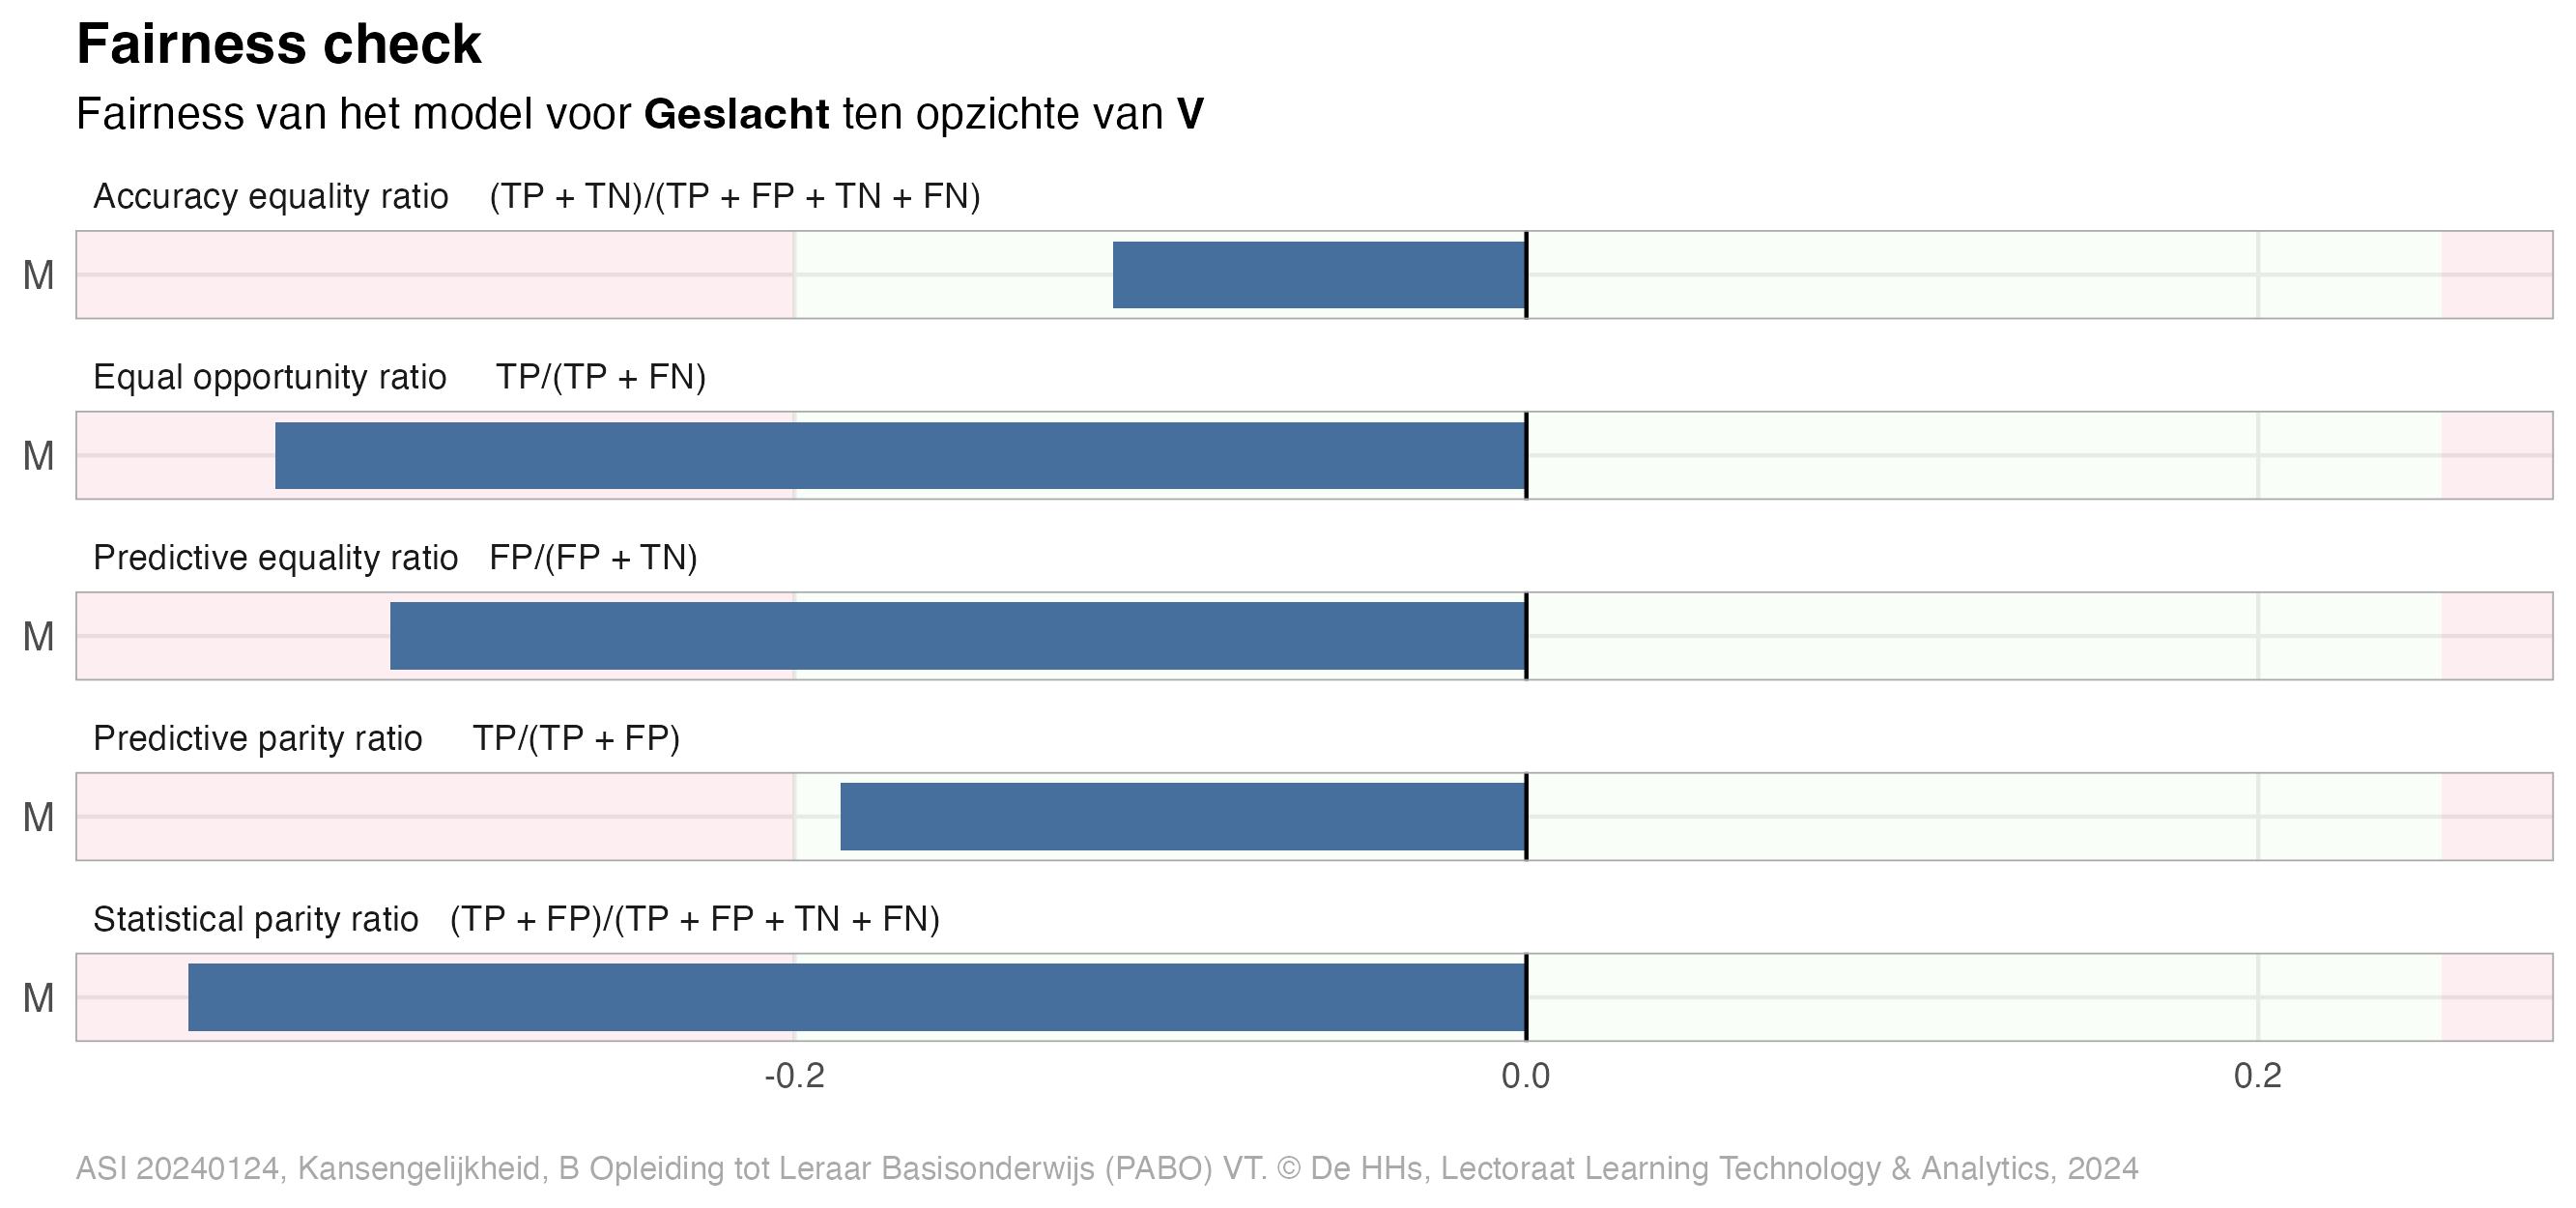 Fairness check
Fairness van het model voor Geslacht ten opzichte van V
Accuracy equality ratio (TP + TN)/(TP + FP + TN + FN)
M
Equal opportunity ratio TP/(TP + FN)
M
Predictive equality ratio FP/(FP + TN)
M
Predictive parity ratio TP/(TP + FP)
M
Statistical parity ratio (TP + FP)/(TP + FP + TN + FN)
M
-0.2 0.0 0.2
ASI 20240124, Kansengelijkheid, B Opleiding tot Leraar Basisonderwijs (PABO) VT. © De HHs, Lectoraat Learning Technology & Analytics, 2024